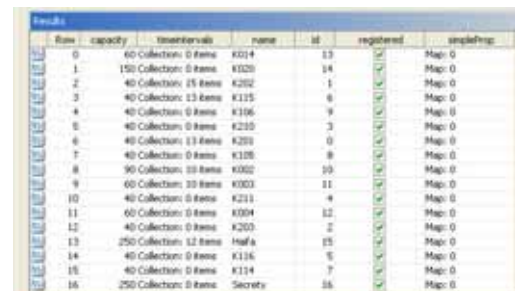 Results
Row capacity timeintervals name id registered simpleProp
0 60 Collection: 0 items K014 13 Map: 0
1 150 Collection: 0 items K020 14 Map: 0
2 40 Collection: 15 items K202 1 Map: 0
3 40 Collection: 13 items K115 6 Map: 0
4 40 Collection: 0 items K106 9 Map: 0
5 40 Collection: 0 items K210 3 Map: 0
6 40 Collection: 13 items K201 0 Map: 0
7 40 Collection: 0 items K105 8 Map: 0
8 90 Collection: 10 items K002 10 Map: 0
9 60 Collection: 10 items K003 11 Map: 0
10 40 Collection: 0 items K211 4 Map: 0
11 60 Collection: 0 items K004 12 Map: 0
12 40 Collection: 0 items K203 2 Map: 0
13 250 Collection: 12 items Haifa 15 Map: 0
14 40 Collection: 0 items K116 5 Map: 0
15 40 Collection: 0 items K114 7 Map: 0
16 250 Collection: 0 items Secrety 16 Map: 0